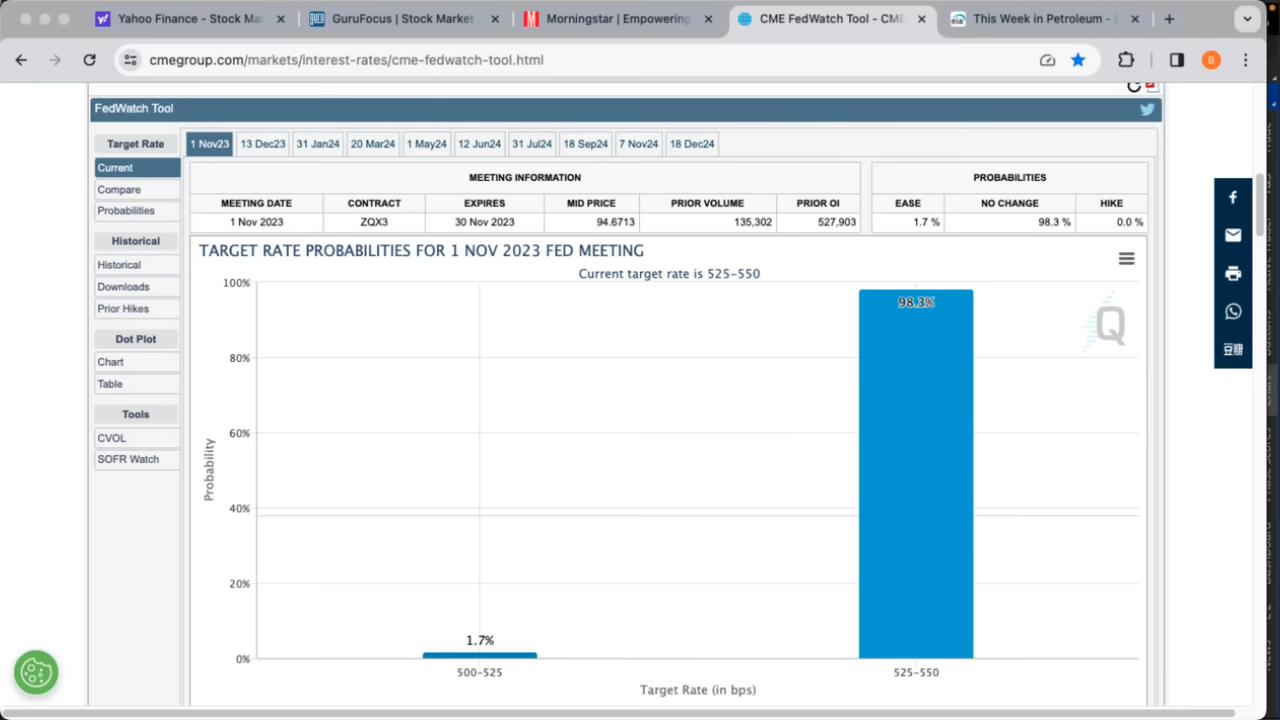 Yahoo Finance - Stock Ma
GuruFocus | Stock Market
Morningstar | Empowering
CME FedWatch Tool - CME
This Week in Petroleum -
cmegroup.com/markets/interest-rates/cme-fedwatch-tool.html
B
FedWatch Tool
Target Rate
Current
Compare
Probabilities
Historical
Historical
Downloads
Prior Hikes
Dot Plot
Chart
Table
Tools
CVOL
SOFR Watch
1 Nov23 13 Dec23 31 Jan24 20 Mar24 1 May24 12 Jun24 31 Jul24 18 Sep24 7 Nov24 18 Dec24
MEETING INFORMATION
MEETING DATE CONTRACT EXPIRES MID PRICE PRIOR VOLUME PRIOR OI
1 Nov 2023 ZQX3 30 Nov 2023 94.6713 135,302 527,903
PROBABILITIES
EASE NO CHANGE HIKE
1.7 % 98.3 % 0.0 %
TARGET RATE PROBABILITIES FOR 1 NOV 2023 FED MEETING
Current target rate is 525-550
Probability
100%
80%
60%
40%
20%
0%
1.7%
98.3%
500-525
525-550
Target Rate (in bps)
Q
豆瓣